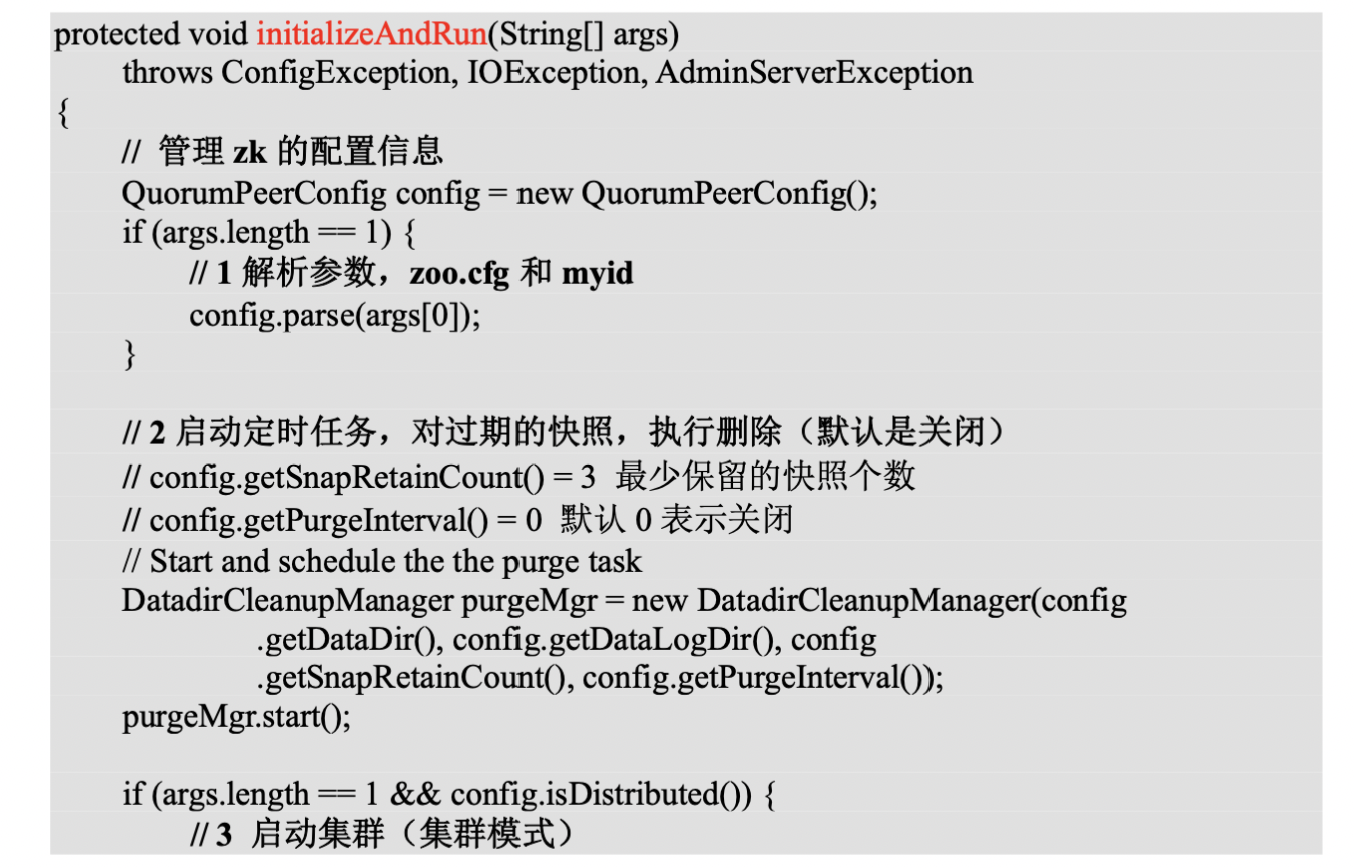 protected void initializeAndRun(String[] args)
throws ConfigException, IOException, AdminServerException
{
// 管理 zk 的配置信息
QuorumPeerConfig config = new QuorumPeerConfig();
if (args.length == 1) {
// 1 解析参数，zoo.cfg 和 myid
config.parse(args[0]);
}
// 2 启动定时任务，对过期的快照，执行删除（默认是关闭）
// config.getSnapRetainCount() = 3 最少保留的快照个数
// config.getPurgeInterval() = 0 默认 0 表示关闭
// Start and schedule the the purge task
DatadirCleanupManager purgeMgr = new DatadirCleanupManager(config
.getDataDir(), config.getDataLogDir(), config
.getSnapRetainCount(), config.getPurgeInterval());
purgeMgr.start();
if (args.length == 1 && config.isDistributed()) {
// 3 启动集群（集群模式）